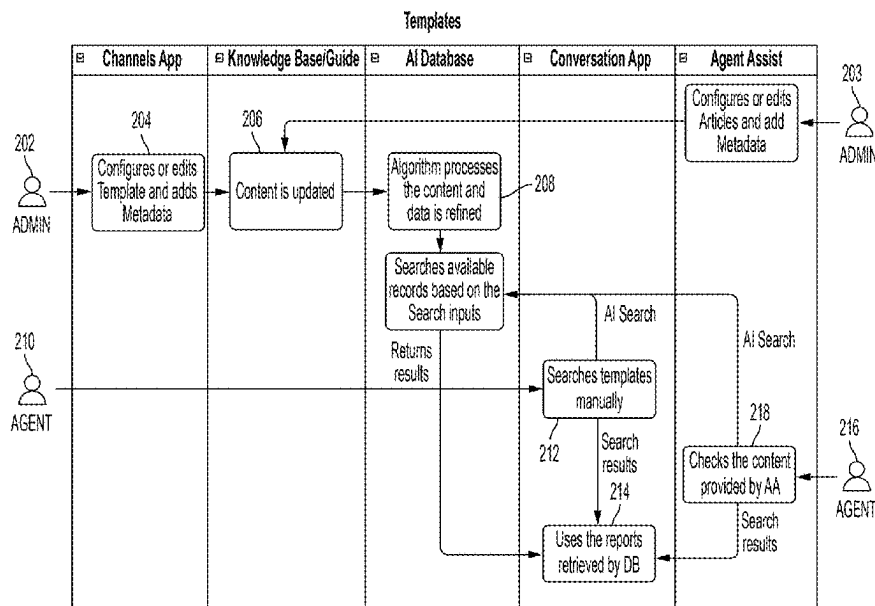 Templates
Channels App
Knowledge Base/Guide
AI Database
Conversation App
Agent Assist
203
Configures or edits
Articles and add
Metadata
ADMIN
202
ADMIN
204
Configures or edits
Template and adds
Metadata
206
Content is updated
Algorithm processes
the content and
data is refined
208
Searches available
records based on the
Search inputs
AI Search
AI Search
210
AGENT
Returns
results
Searches templates
manually
212
Search
results
218
Checks the content
provided by AA
216
AGENT
214
Uses the reports
retrieved by DB
Search
results